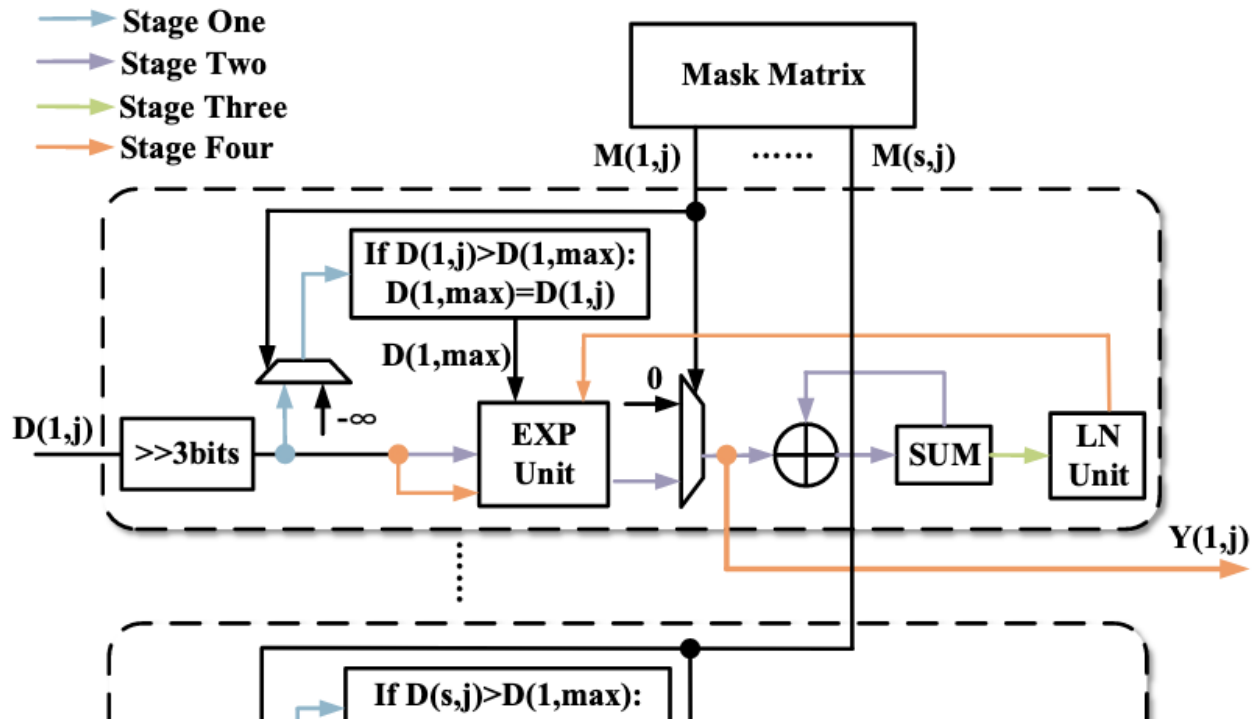 Stage One
Stage Two
Stage Three
Stage Four
Mask Matrix
M(1,j)
......
M(s,j)
If D(1,j)>D(1,max):
D(1,max)=D(1,j)
D(1,max)
0
-∞
D(1,j)
>>3bits
EXP
Unit
SUM
LN
Unit
Y(1,j)
......
If D(s,j)>D(1,max):